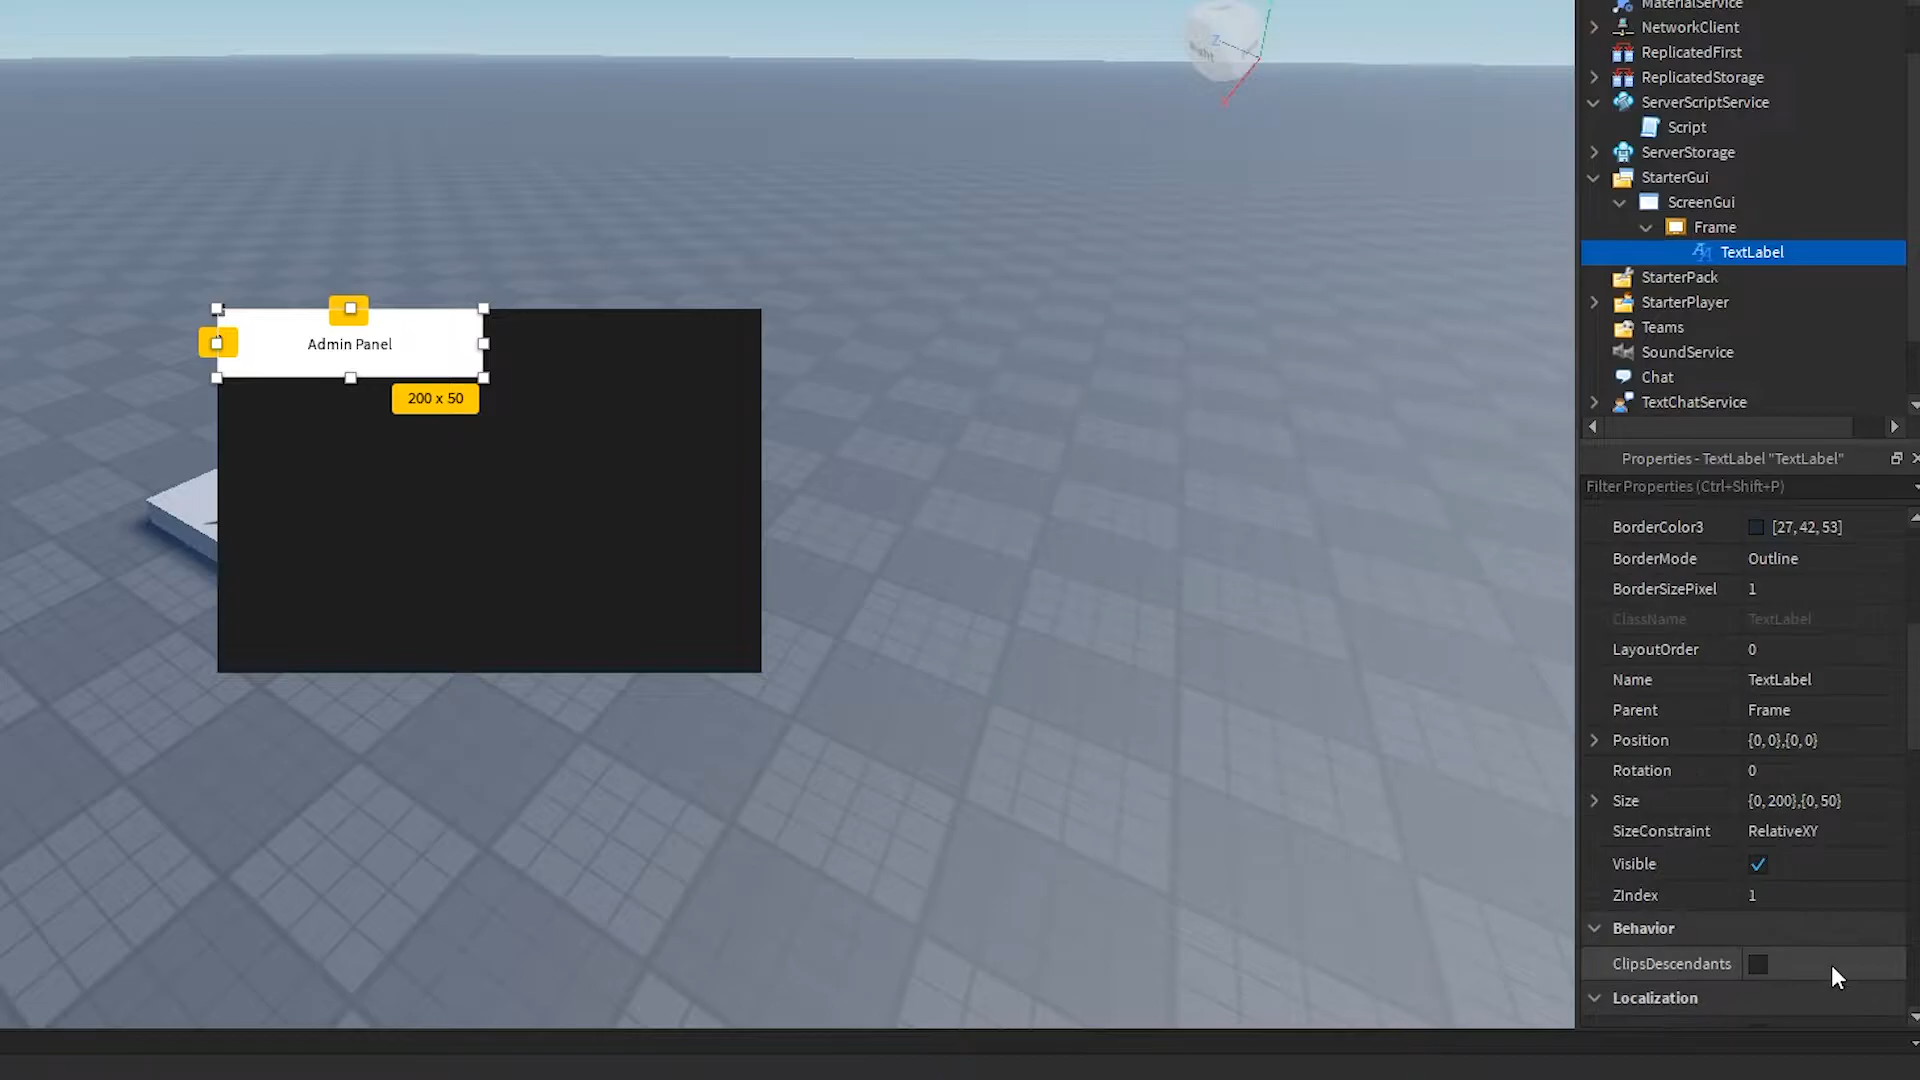 MaterialService
NetworkClient
ReplicatedFirst
ReplicatedStorage
ServerScriptService
Script
ServerStorage
StarterGui
ScreenGui
Frame
TextLabel
StarterPack
StarterPlayer
Teams
SoundService
Chat
TextChatService
Z
Admin Panel
200 x 50
Properties - TextLabel "TextLabel"
Filter Properties (Ctrl+Shift+P)
BorderColor3 [27, 42, 53]
BorderMode Outline
BorderSizePixel 1
ClassName TextLabel
LayoutOrder 0
Name TextLabel
Parent Frame
Position {0, 0},{0, 0}
Rotation 0
Size {0, 200},{0, 50}
SizeConstraint RelativeXY
Visible
ZIndex 1
Behavior
ClipsDescendants
Localization